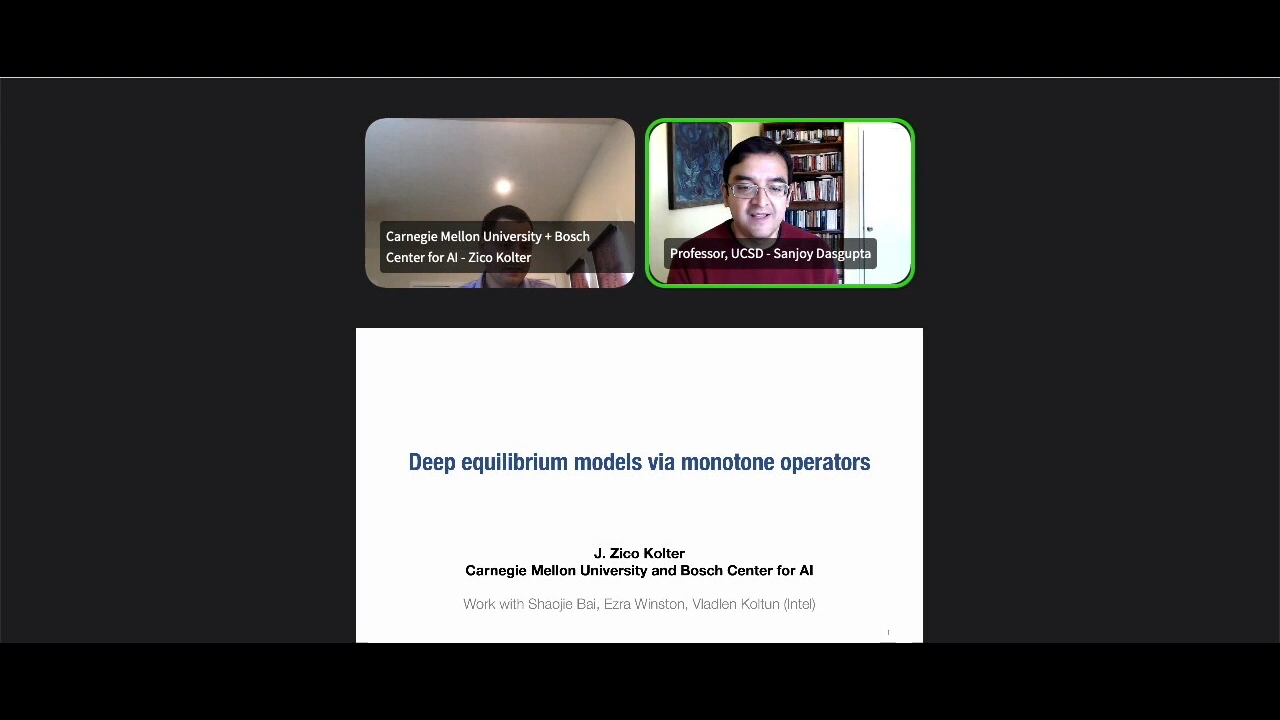 Carnegie Mellon University + Bosch
Center for AI - Zico Kolter
Professor, UCSD - Sanjoy Dasgupta
Deep equilibrium models via monotone operators
J. Zico Kolter
Carnegie Mellon University and Bosch Center for AI
Work with Shaojie Bai, Ezra Winston, Vladlen Koltun (Intel)
1